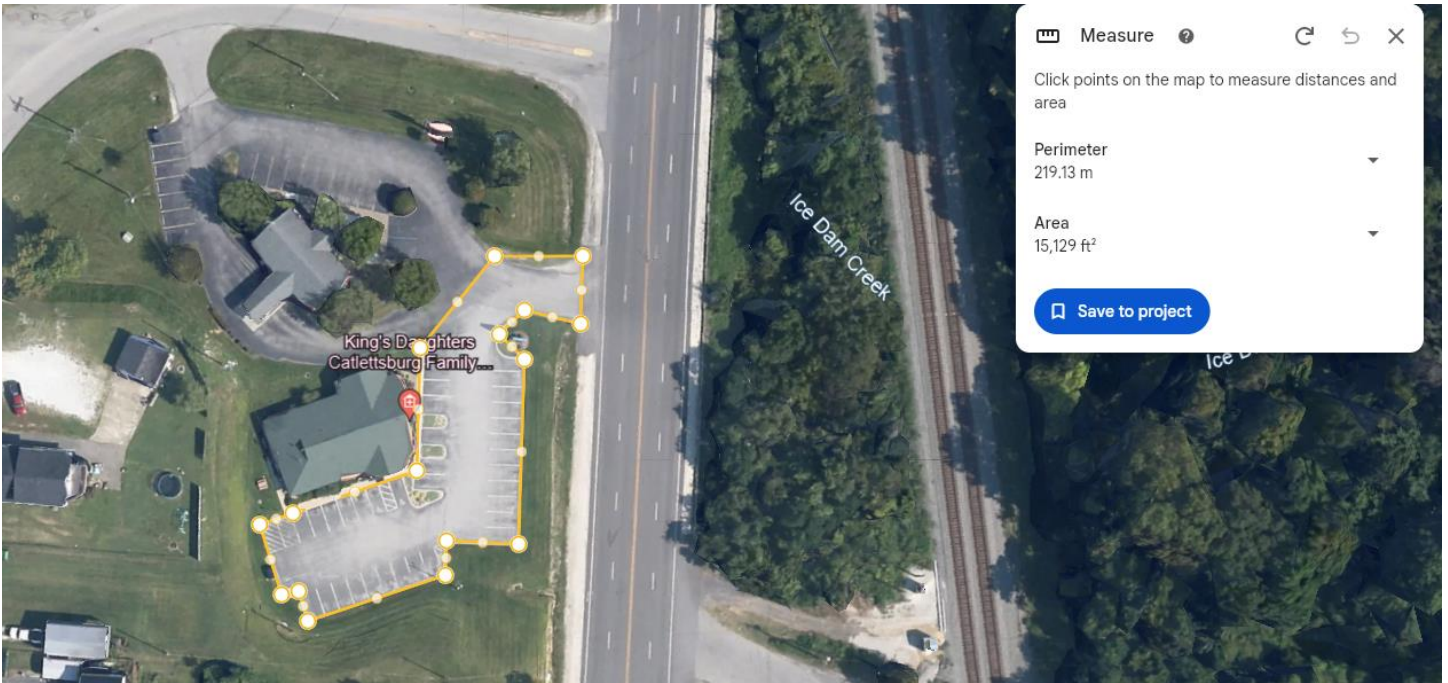 Measure
Click points on the map to measure distances and
area
Perimeter
219.13 m
Area
15,129 ft²
Save to project
Ice Dam Creek
King's Daughters
Catlettsburg Family...
Ice